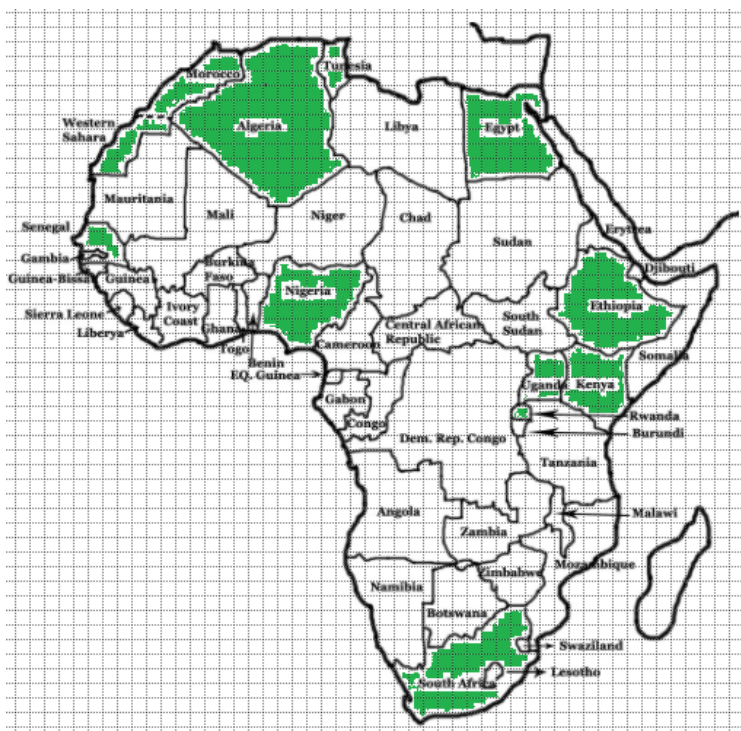 Morocco
Tunisia
Western
Sahara
Algeria
Libya
Egypt
Mauritania
Mali
Niger
Chad
Senegal
Sudan
Eryitrea
Gambia
Burkina
Faso
Djibouti
Guinea-Bissa
Guinea
Nigeria
Sierra Leone
Ivory
Coast
Ghana
Ethiopia
Liberya
Togo
Benin
Cameroon
Central African
Republic
South
Sudan
Somalia
EQ. Guinea
Uganda
Kenya
Gabon
Congo
Rwanda
Dem. Rep. Congo
Burundi
Tanzania
Angola
Malawi
Zambia
Mozambique
Namibia
Zimbabwe
Botswana
Swaziland
South Africa
Lesotho